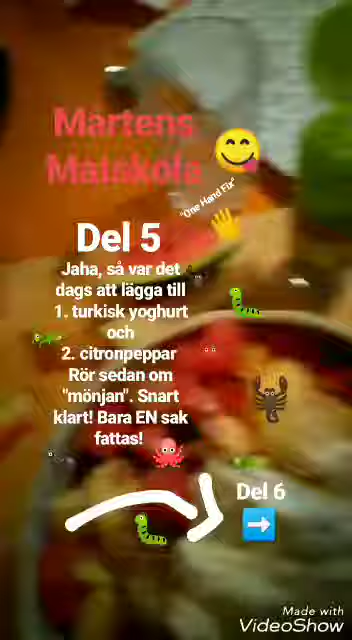 Mårtens
Matskola
"One Hand Fix"
Del 5
Jaha, så var det
dags att lägga till
1. turkisk yoghurt
och
2. citronpeppar
Rör sedan om
"mönjan". Snart
klart! Bara EN sak
fattas!
Del 6
Made with
VideoShow